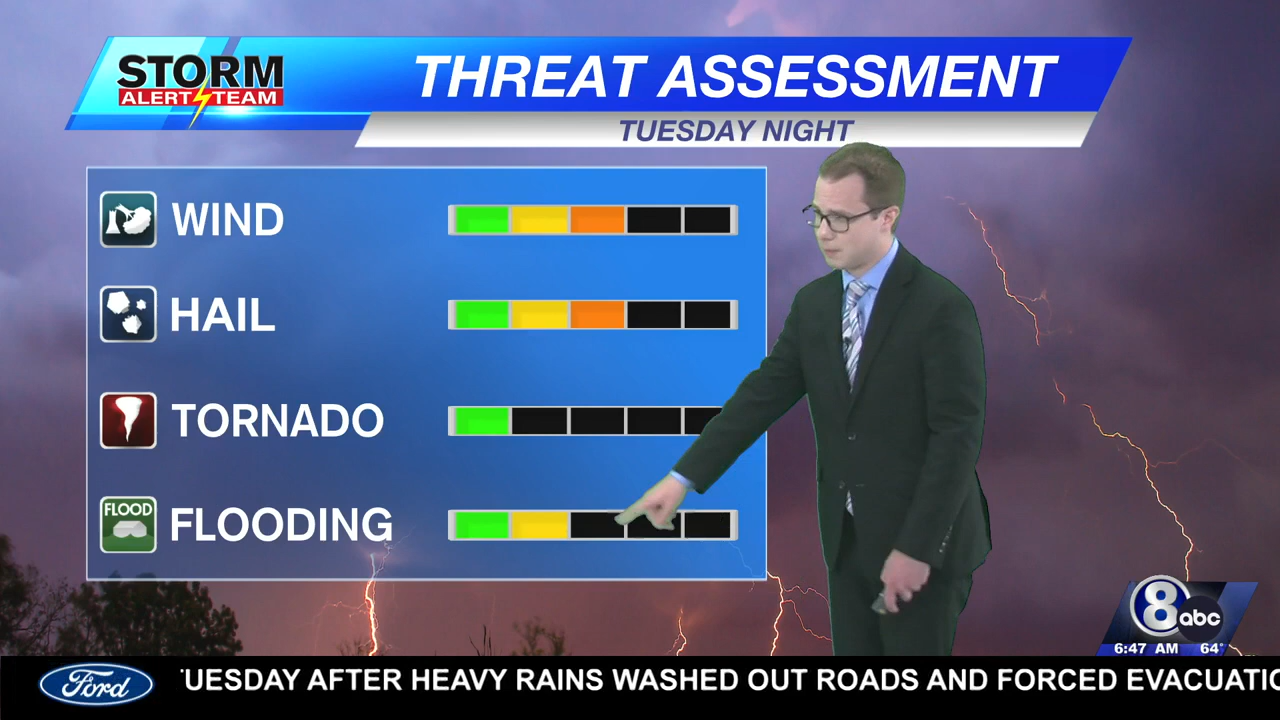 STORM
ALERT TEAM
THREAT ASSESSMENT
TUESDAY NIGHT
WIND
HAIL
TORNADO
FLOOD
FLOODING
8 abc
6:47 AM 64°
Ford
TUESDAY AFTER HEAVY RAINS WASHED OUT ROADS AND FORCED EVACUATIO